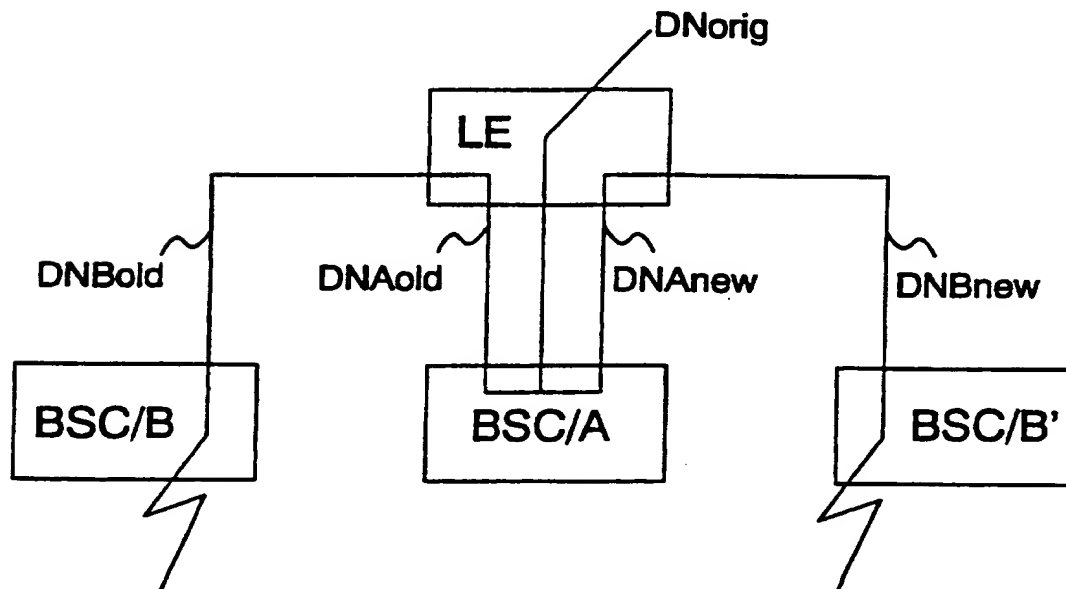 DNorig
LE
DNBold
DNAold
DNAnew
DNBnew
BSC/B
BSC/A
BSC/B'